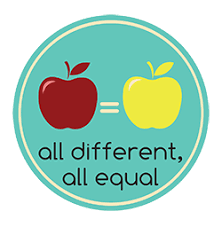 =
all different,
all equal